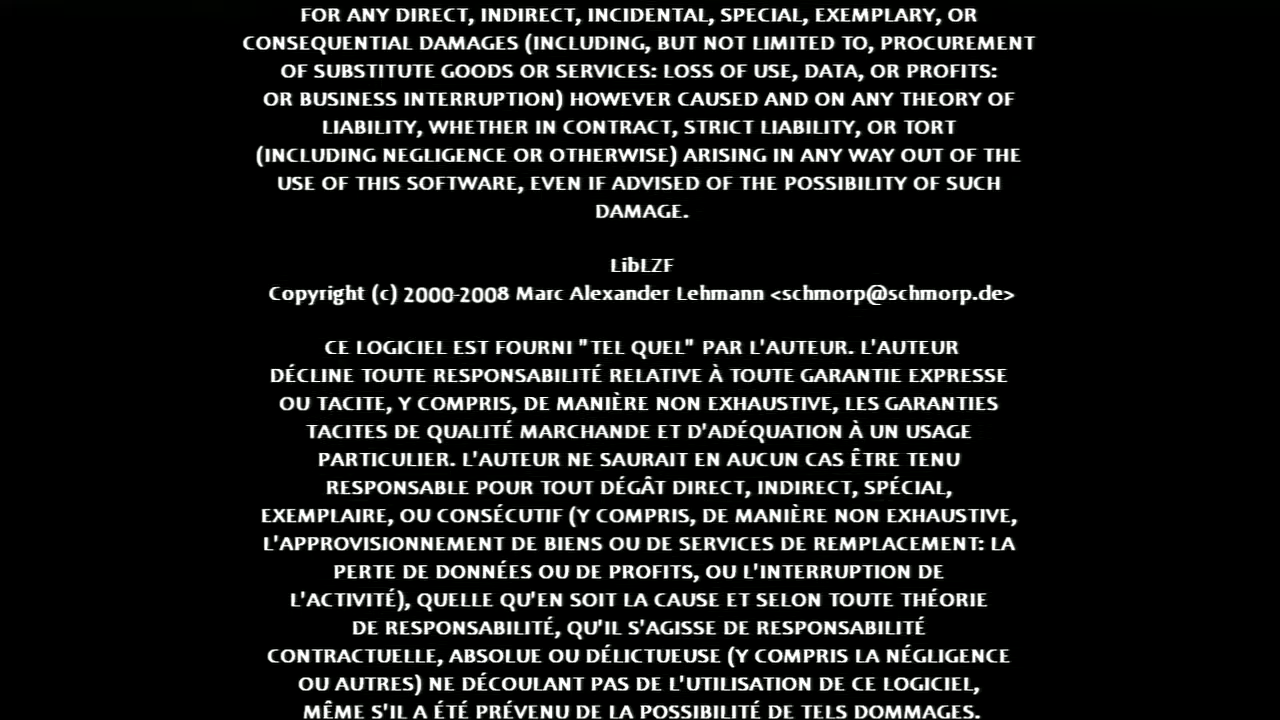 FOR ANY DIRECT, INDIRECT, INCIDENTAL, SPECIAL, EXEMPLARY, OR
CONSEQUENTIAL DAMAGES (INCLUDING, BUT NOT LIMITED TO, PROCUREMENT
OF SUBSTITUTE GOODS OR SERVICES: LOSS OF USE, DATA, OR PROFITS:
OR BUSINESS INTERRUPTION) HOWEVER CAUSED AND ON ANY THEORY OF
LIABILITY, WHETHER IN CONTRACT, STRICT LIABILITY, OR TORT
(INCLUDING NEGLIGENCE OR OTHERWISE) ARISING IN ANY WAY OUT OF THE
USE OF THIS SOFTWARE, EVEN IF ADVISED OF THE POSSIBILITY OF SUCH
DAMAGE.
LibLZF
Copyright (c) 2000-2008 Marc Alexander Lehmann <schmorp@schmorp.de>
CE LOGICIEL EST FOURNI "TEL QUEL" PAR L'AUTEUR. L'AUTEUR
DÉCLINE TOUTE RESPONSABILITÉ RELATIVE À TOUTE GARANTIE EXPRESSE
OU TACITE, Y COMPRIS, DE MANIÈRE NON EXHAUSTIVE, LES GARANTIES
TACITES DE QUALITÉ MARCHANDE ET D'ADÉQUATION À UN USAGE
PARTICULIER. L'AUTEUR NE SAURAIT EN AUCUN CAS ÊTRE TENU
RESPONSABLE POUR TOUT DÉGÂT DIRECT, INDIRECT, SPÉCIAL,
EXEMPLAIRE, OU CONSÉCUTIF (Y COMPRIS, DE MANIÈRE NON EXHAUSTIVE,
L'APPROVISIONNEMENT DE BIENS OU DE SERVICES DE REMPLACEMENT: LA
PERTE DE DONNÉES OU DE PROFITS, OU L'INTERRUPTION DE
L'ACTIVITÉ), QUELLE QU'EN SOIT LA CAUSE ET SELON TOUTE THÉORIE
DE RESPONSABILITÉ, QU'IL S'AGISSE DE RESPONSABILITÉ
CONTRACTUELLE, ABSOLUE OU DÉLICTUEUSE (Y COMPRIS LA NÉGLIGENCE
OU AUTRES) NE DÉCOULANT PAS DE L'UTILISATION DE CE LOGICIEL,
MÊME S'IL A ÉTÉ PRÉVENU DE LA POSSIBILITÉ DE TELS DOMMAGES.